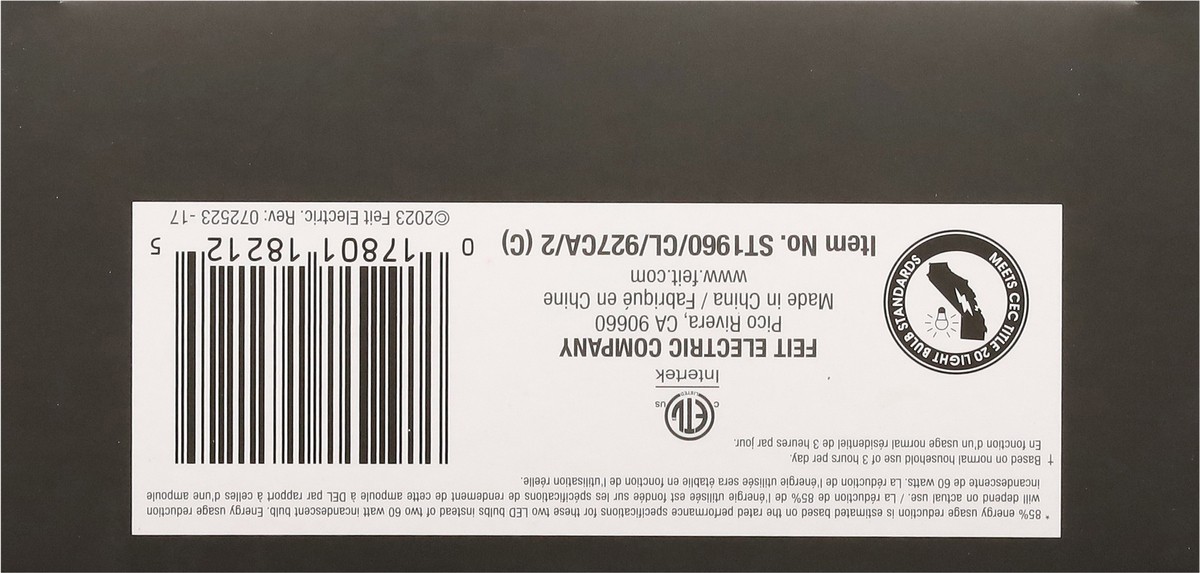 * 85% energy usage reduction is estimated based on the rated performance specifications for these two LED bulbs instead of two 60 watt incandescent bulb. Energy usage reduction
will depend on actual use. / La réduction de 85% de l'énergie utilisée est fondée sur les spécifications de rendement de cette ampoule à DEL par rapport à celles d'une ampoule
incandescente de 60 watts. La réduction de l'énergie utilisée sera établie en fonction de l'utilisation réelle.
† Based on normal household use of 3 hours per day.
En fonction d'un usage normal résidentiel de 3 heures par jour.
ETL
LISTED
C US
Intertek
FEIT ELECTRIC COMPANY
Pico Rivera, CA 90660
Made in China / Fabriqué en Chine
www.feit.com
Item No. ST1960/CL/927CA/2 (C)
MEETS CEC TITLE 20 LIGHT BULB STANDARDS
0 17801 18212 5
©2023 Feit Electric. Rev: 072523 -17